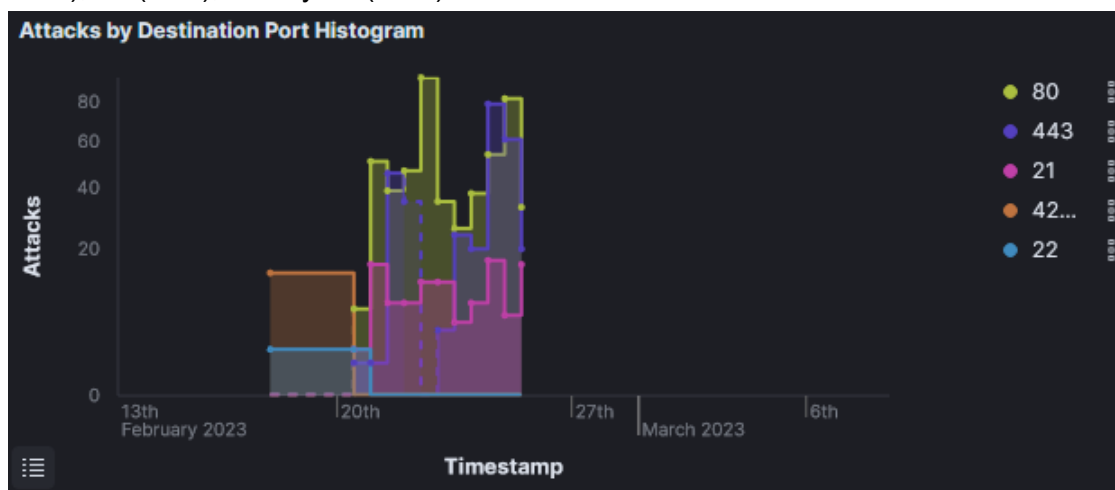 Attacks by Destination Port Histogram
80
60
40
20
0
Attacks
13th
February 2023
20th
27th
March 2023
6th
Timestamp
80
443
21
42...
22